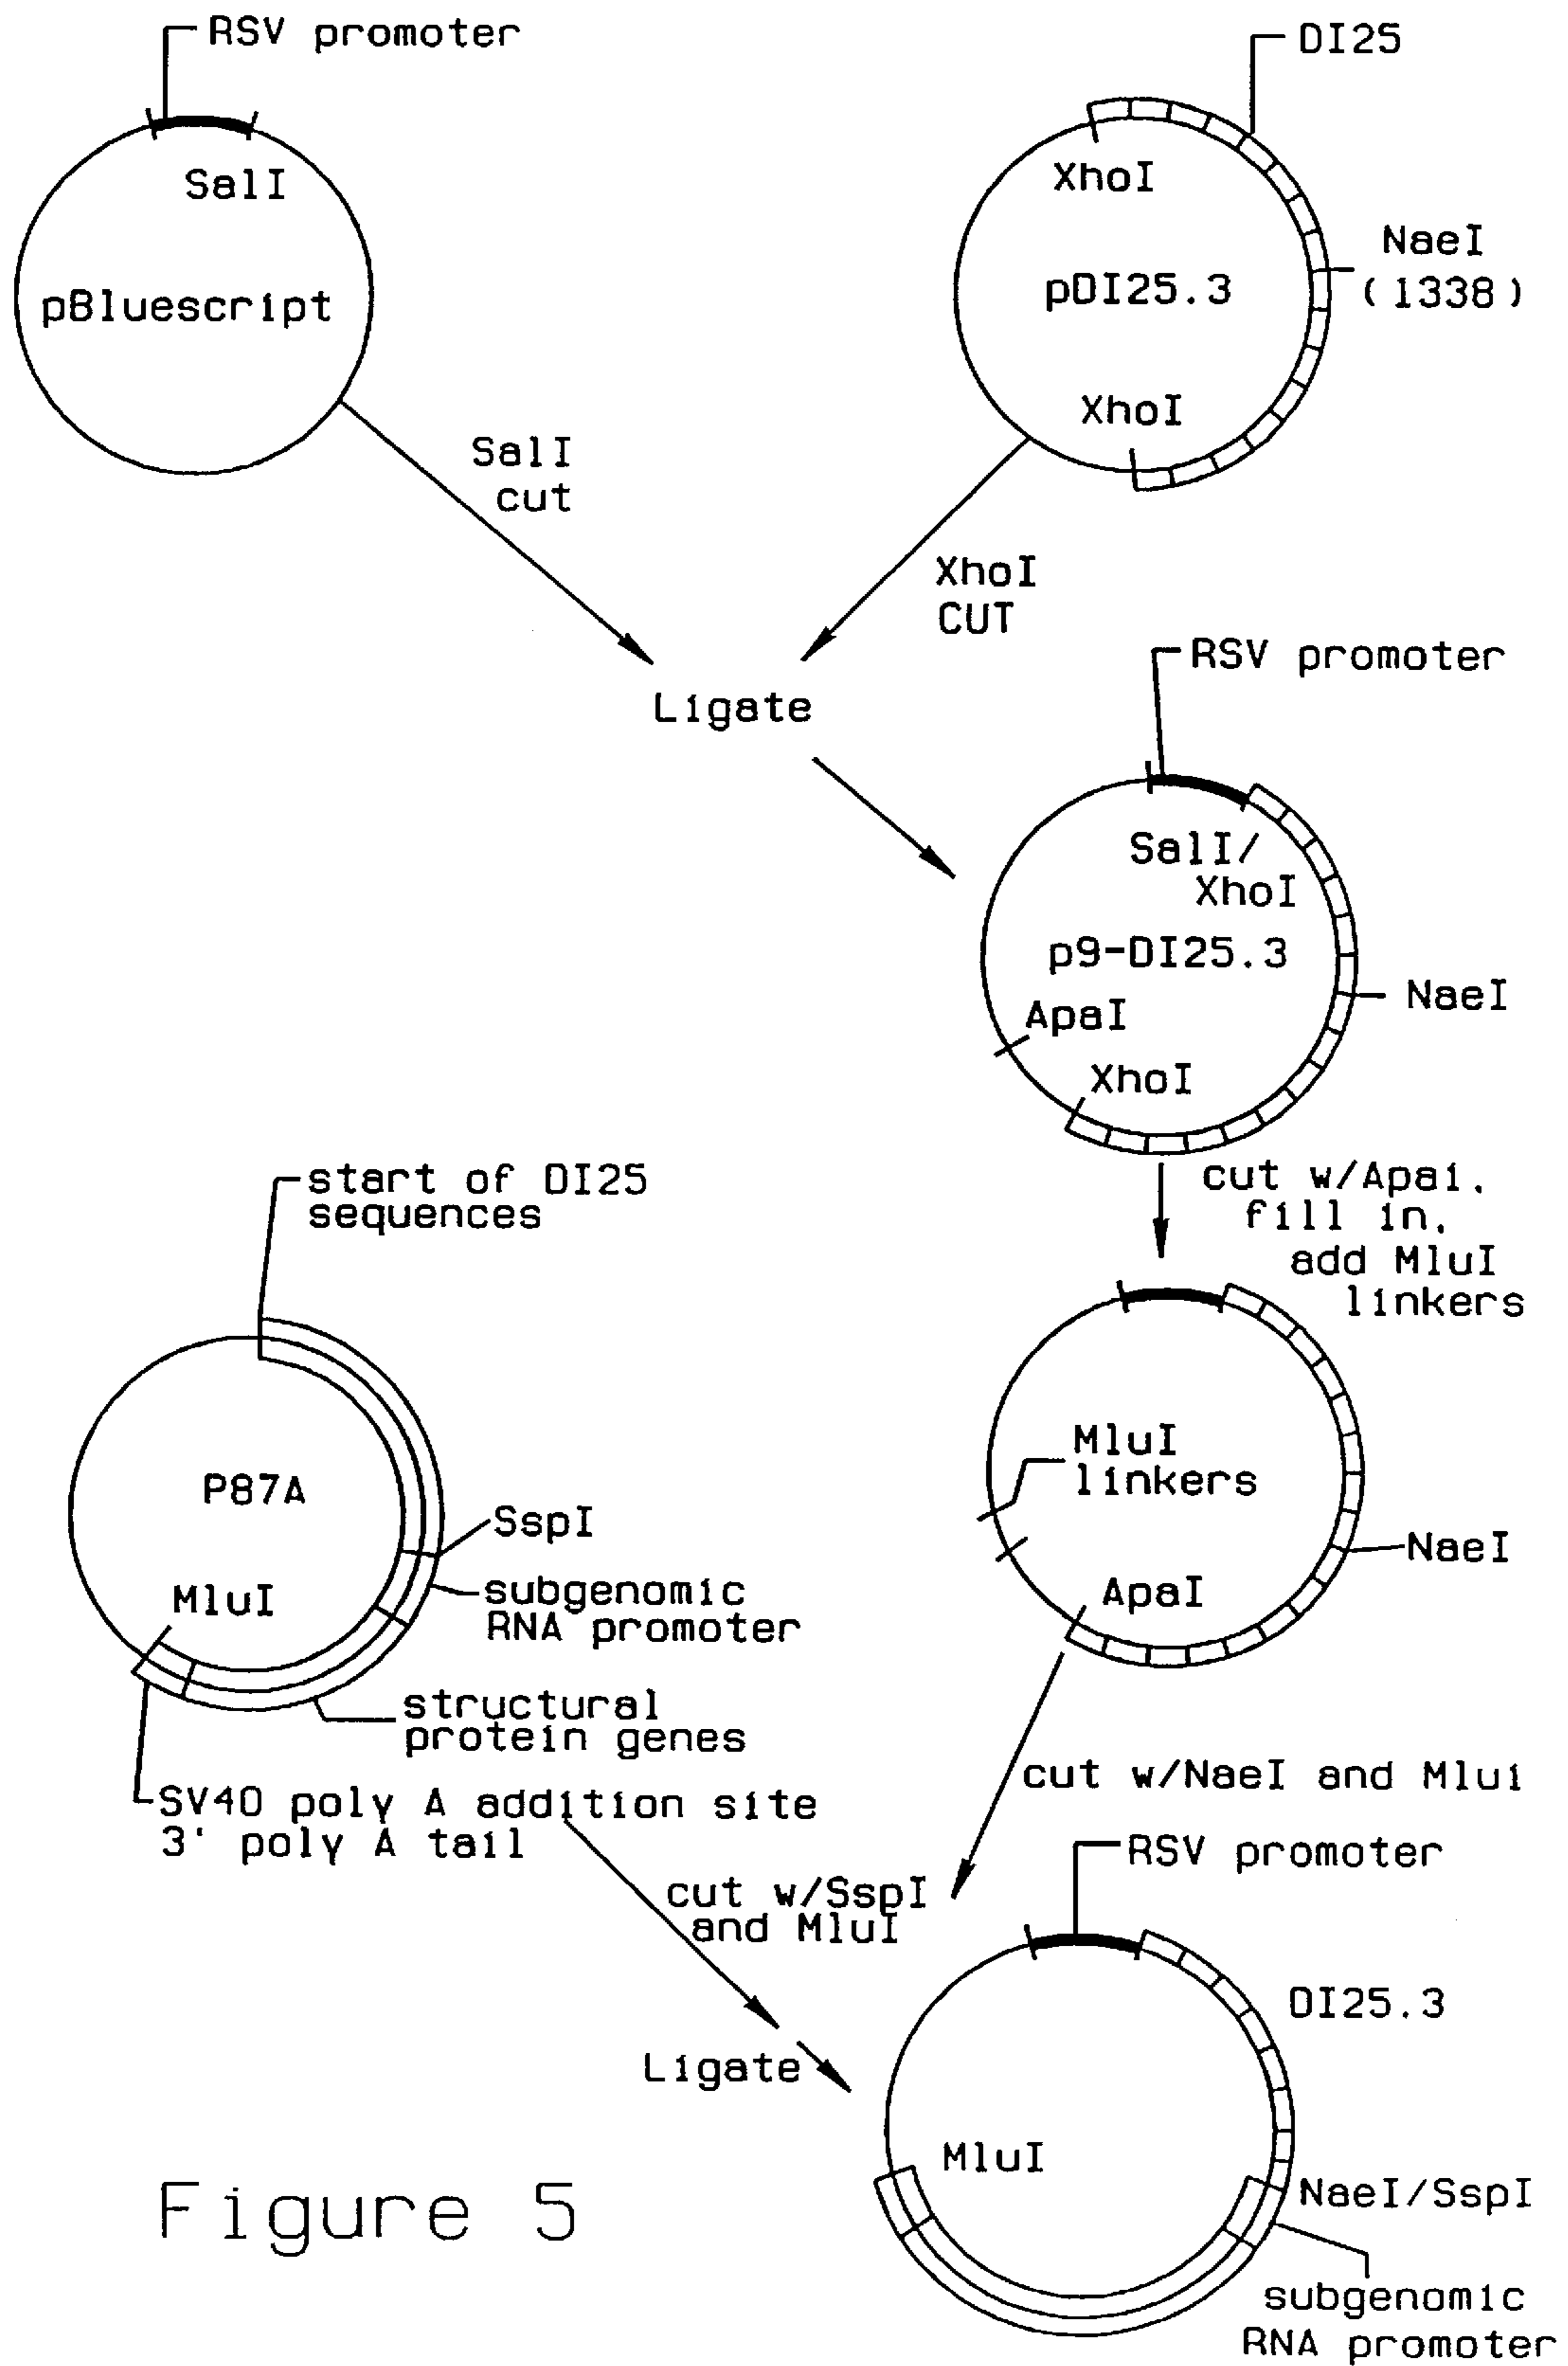 RSV promoter
SalI
pBluescript
DI25
XhoI
NaeI
(1338)
pDI25.3
XhoI
SalI
cut
XhoI
CUT
Ligate
RSV promoter
SalI/
XhoI
p9-DI25.3
NaeI
ApaI
XhoI
cut w/Apai,
fill in,
add MluI
linkers
start of DI25
sequences
P87A
SspI
MluI
subgenomic
RNA promoter
structural
protein genes
SV40 poly A addition site
3' poly A tail
MluI
linkers
NaeI
ApaI
cut w/NaeI and Mlui
cut w/SspI
and MluI
RSV promoter
DI25.3
Ligate
MluI
NaeI/SspI
subgenomic
RNA promoter
Figure 5